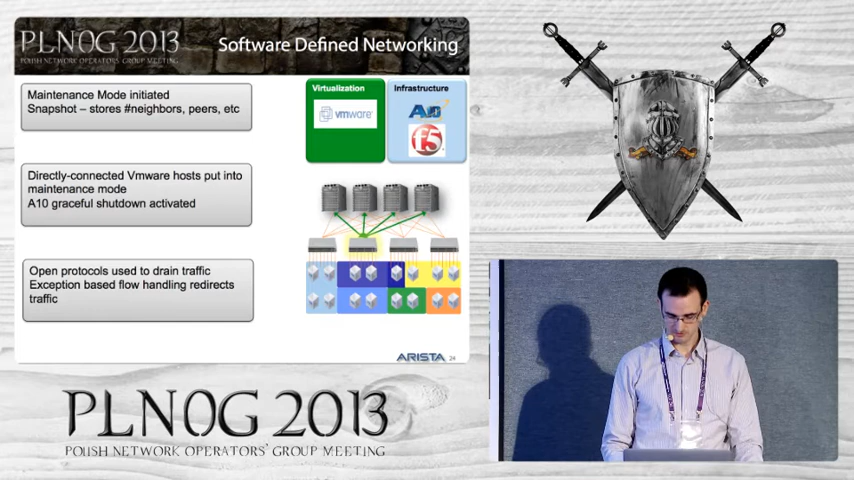 PLNOG 2013
POLISH NETWORK OPERATORS' GROUP MEETING
Software Defined Networking
Maintenance Mode initiated
Snapshot – stores #neighbors, peers, etc
Virtualization
Infrastructure
vmware
A10
f5
Directly-connected Vmware hosts put into
maintenance mode
A10 graceful shutdown activated
Open protocols used to drain traffic
Exception based flow handling redirects
traffic
ARISTA 24
PLNOG 2013
POLISH NETWORK OPERATORS' GROUP MEETING